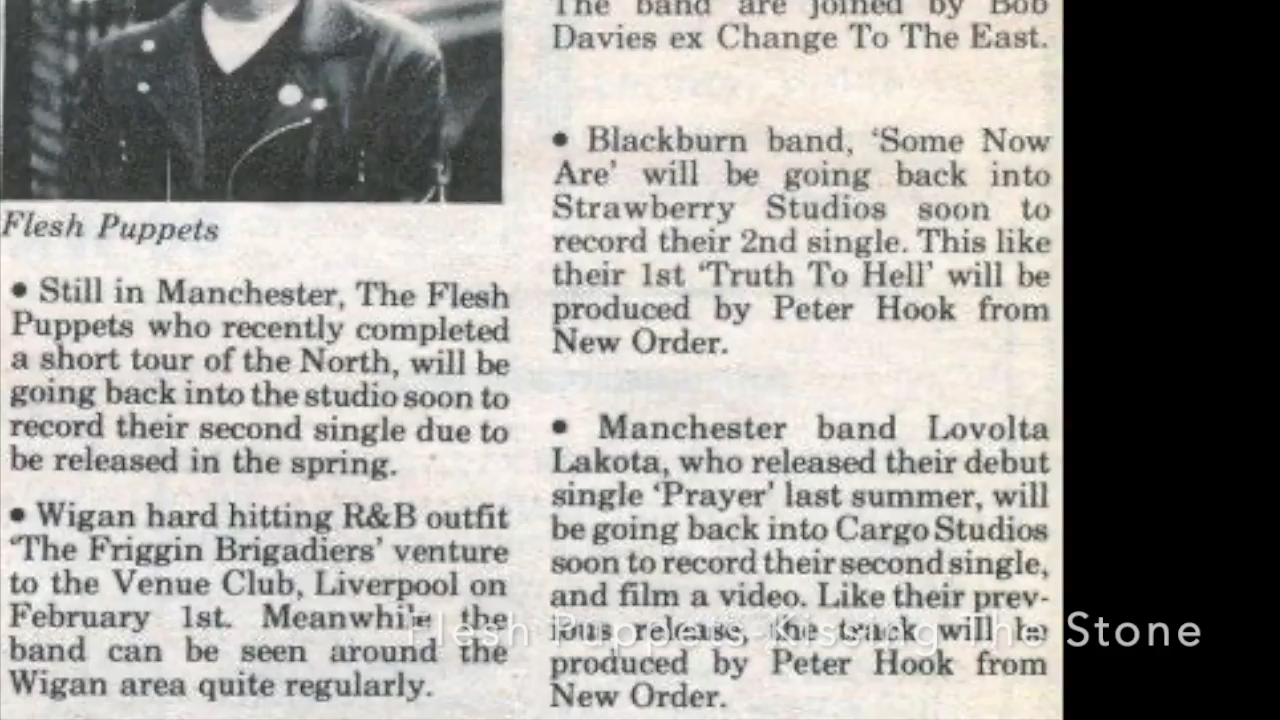 Flesh Puppets
• Still in Manchester, The Flesh
Puppets who recently completed
a short tour of the North, will be
going back into the studio soon to
record their second single due to
be released in the spring.
• Wigan hard hitting R&B outfit
'The Friggin Brigadiers' venture
to the Venue Club, Liverpool on
February 1st. Meanwhile the
band can be seen around the
Wigan area quite regularly.
The band are joined by Bob
Davies ex Change To The East.
• Blackburn band, 'Some Now
Are' will be going back into
Strawberry Studios soon to
record their 2nd single. This like
their 1st 'Truth To Hell' will be
produced by Peter Hook from
New Order.
• Manchester band Lovolta
Lakota, who released their debut
single 'Prayer' last summer, will
be going back into Cargo Studios
soon to record their second single,
and film a video. Like their prev-
ious release, the track will be
produced by Peter Hook from
New Order.
Flesh Puppets - Kissing The Stone